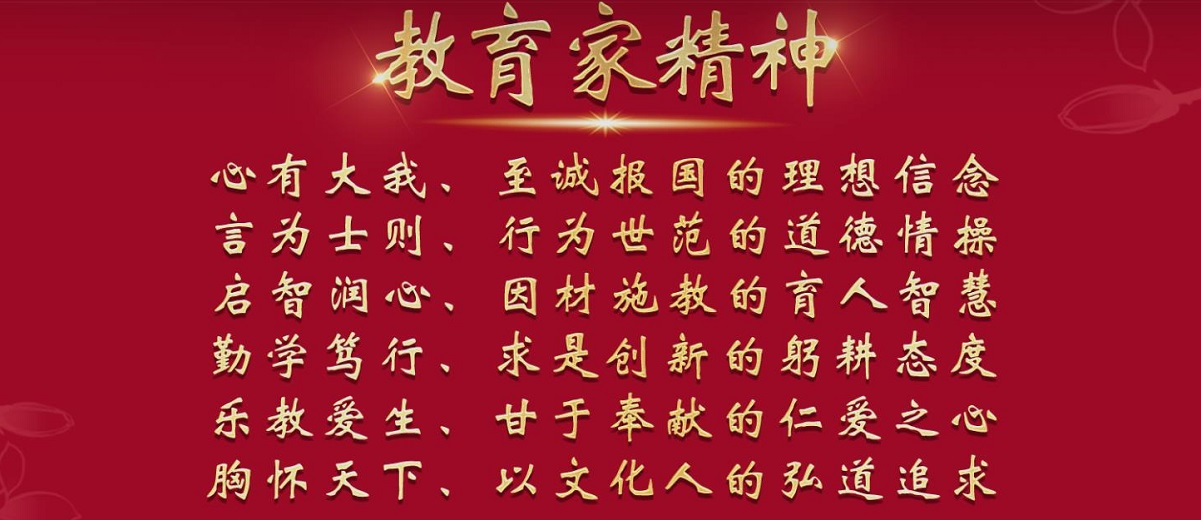 教育家精神
心有大我、至诚报国的理想信念
言为士则、行为世范的道德情操
启智润心、因材施教的育人智慧
勤学笃行、求是创新的躬耕态度
乐教爱生、甘于奉献的仁爱之心
胸怀天下、以文化人的弘道追求